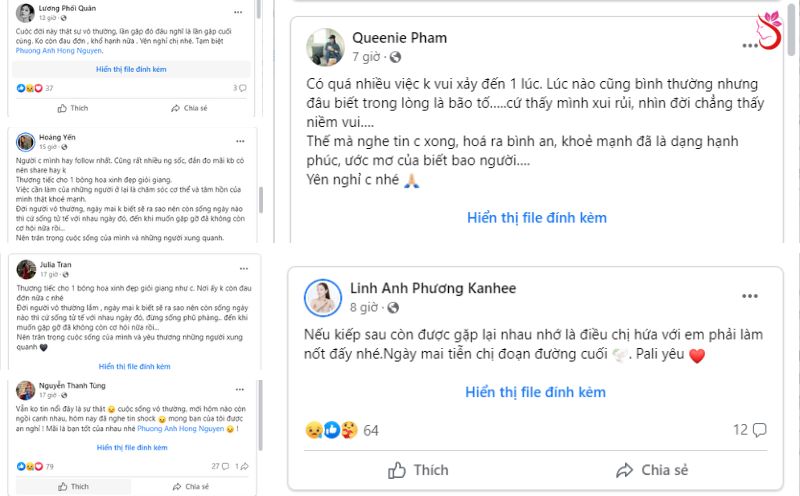 Lương Phối Quân
13 giờ
Cuộc đời này thật sự vô thường, lần gặp đó đâu nghĩ là lần gặp cuối
cùng. Ko còn đau đớn , khổ hạnh nữa . Yên nghỉ chị nhé. Tạm biệt
Phuong Anh Hong Nguyen.
Hiển thị file đính kèm
37
3
Thích
Chia sẻ
Hoàng Yến
15 giờ
Người c mình hay follow nhất. Cũng rất nhiều ng sốc, đắn đo mãi kb có
nên share hay k
Thương tiếc cho 1 bông hoa xinh đẹp giỏi giang.
Việc cần làm của những người ở lại là chăm sóc cơ thể và tâm hồn của
mình thật khoẻ mạnh.
Đời người vô thường, ngày mai k biết sẽ ra sao nên còn sống ngày nào
thì cứ sống tử tế với nhau ngày đó, đến khi muốn gặp gỡ đã không còn
cơ hội nữa rồi...
Nên trân trọng cuộc sống của mình và những người xung quanh.
Julia Tran
17 giờ
Thương tiếc cho 1 bông hoa xinh đẹp giỏi giang như c. Nơi ấy k còn đau
đớn nữa c nhé
Đời người vô thường lắm , ngày mai k biết sẽ ra sao nên còn sống ngày
nào thì cứ sống tử tế với nhau ngày đó, đừng sống phũ phàng.. đến khi
muốn gặp gỡ đã không còn cơ hội nữa rồi...
Nên trân trọng cuộc sống của mình và yêu thương những người xung
quanh 🖤
Hiển thị file đính kèm
Nguyễn Thanh Tùng
17 giờ
Vẫn ko tin nổi đây là sự thật 😢 cuộc sống vô thường, mới hôm nào còn
ngồi cạnh nhau, hôm nay đã nghe tin shock 😢 mong bạn của tôi được
an nghỉ ! Mãi là bạn tốt của nhau nhé Phuong Anh Hong Nguyen 😢 !
Hiển thị file đính kèm
79
27
1
Thích
Chia sẻ
Queenie Pham
7 giờ
Có quá nhiều việc k vui xảy đến 1 lúc. Lúc nào cũng bình thường nhưng
đâu biết trong lòng là bão tố.....cứ thấy mình xui rủi, nhìn đời chẳng thấy
niềm vui....
Thế mà nghe tin c xong, hoá ra bình an, khoẻ mạnh đã là dạng hạnh
phúc, ước mơ của biết bao người....
Yên nghỉ c nhé 🙏
Hiển thị file đính kèm
Linh Anh Phương Kanhee
8 giờ
Nếu kiếp sau còn được gặp lại nhau nhớ là điều chị hứa với em phải làm
nốt đấy nhé.Ngày mai tiễn chị đoạn đường cuối 🕊️. Pali yêu ❤️
Hiển thị file đính kèm
64
12
Thích
Chia sẻ